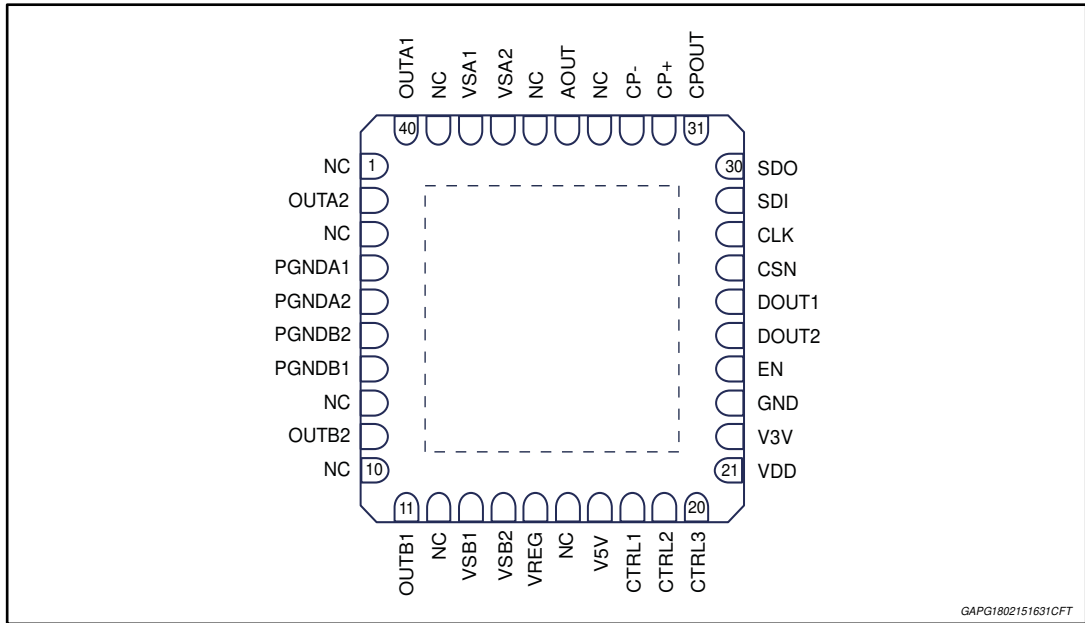 OUTA1
NC
VSA1
VSA2
NC
AOUT
NC
CP-
CP+
CPOUT
40
31
NC 1
30 SDO
OUTA2
SDI
NC
CLK
PGNDA1
CSN
PGNDA2
DOUT1
PGNDB2
DOUT2
PGNDB1
EN
NC
GND
OUTB2
V3V
NC 10
21 VDD
11
20
OUTB1
NC
VSB1
VSB2
VREG
NC
V5V
CTRL1
CTRL2
CTRL3
GAPG1802151631CFT